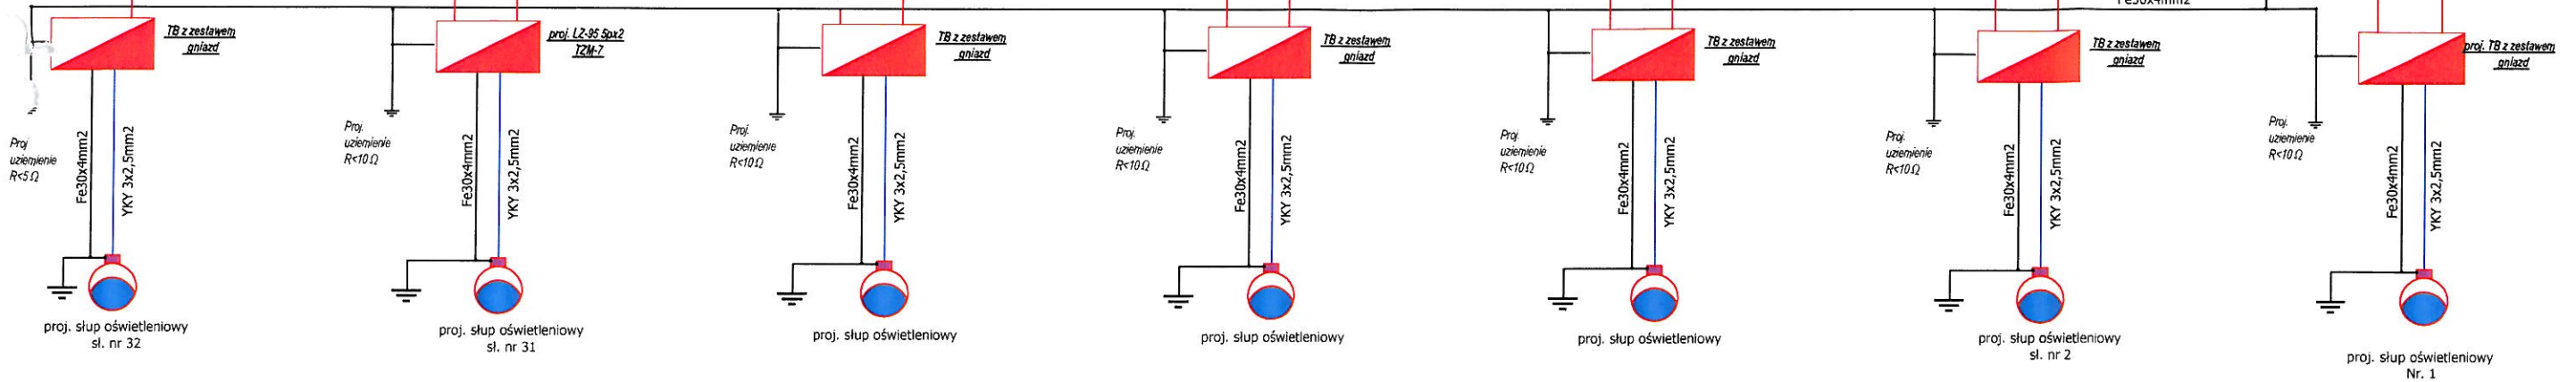 Fe30x4mm2
TB z zestawem
gniazd
proj. LZ-95 5px2
TZM-7
TB z zestawem
gniazd
TB z zestawem
gniazd
TB z zestawem
gniazd
TB z zestawem
gniazd
proj. TB z zestawem
gniazd
Proj
uziemienie
R<5Ω
Fe30x4mm2
YKY 3x2,5mm2
Proj.
uziemienie
R<10Ω
Fe30x4mm2
YKY 3x2,5mm2
Proj.
uziemienie
R<10Ω
Fe30x4mm2
YKY 3x2,5mm2
Proj.
uziemienie
R<10Ω
Fe30x4mm2
YKY 3x2,5mm2
Proj.
uziemienie
R<10Ω
Fe30x4mm2
YKY 3x2,5mm2
Proj.
uziemienie
R<10Ω
Fe30x4mm2
YKY 3x2,5mm2
Proj.
uziemienie
R<10Ω
Fe30x4mm2
YKY 3x2,5mm2
proj. słup oświetleniowy
sł. nr 32
proj. słup oświetleniowy
sł. nr 31
proj. słup oświetleniowy
proj. słup oświetleniowy
proj. słup oświetleniowy
proj. słup oświetleniowy
sł. nr 2
proj. słup oświetleniowy
Nr. 1